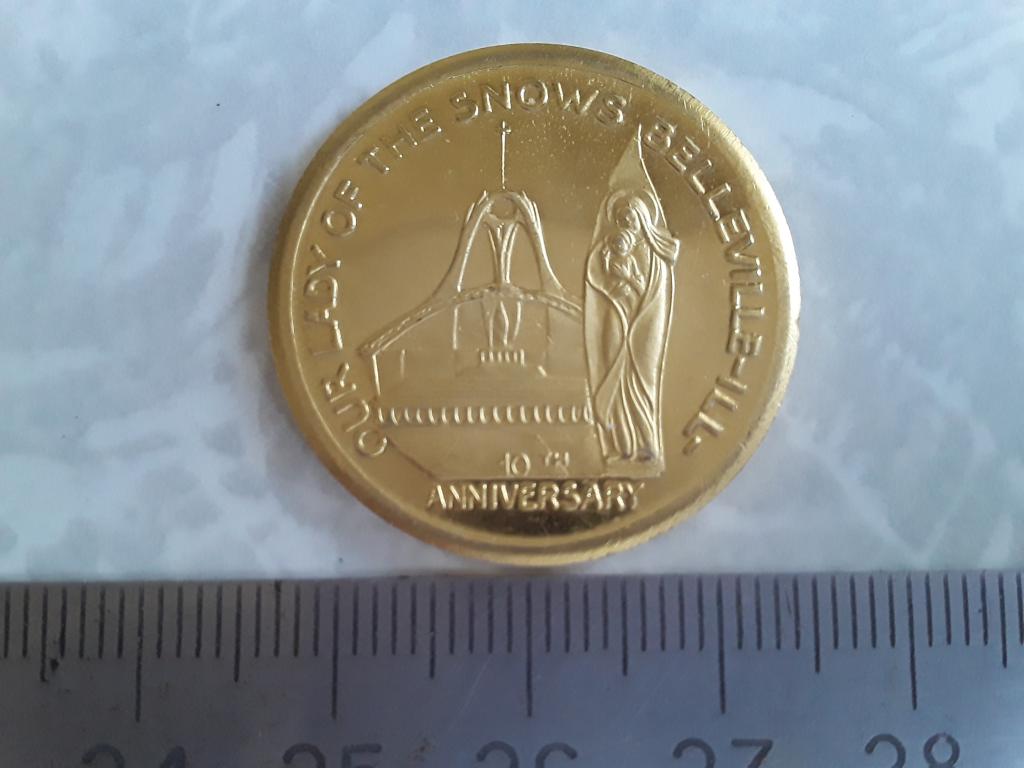 OUR LADY OF THE SNOWS BELLEVILLE-ILL.
10TH
ANNIVERSARY
24 25 26 27 28